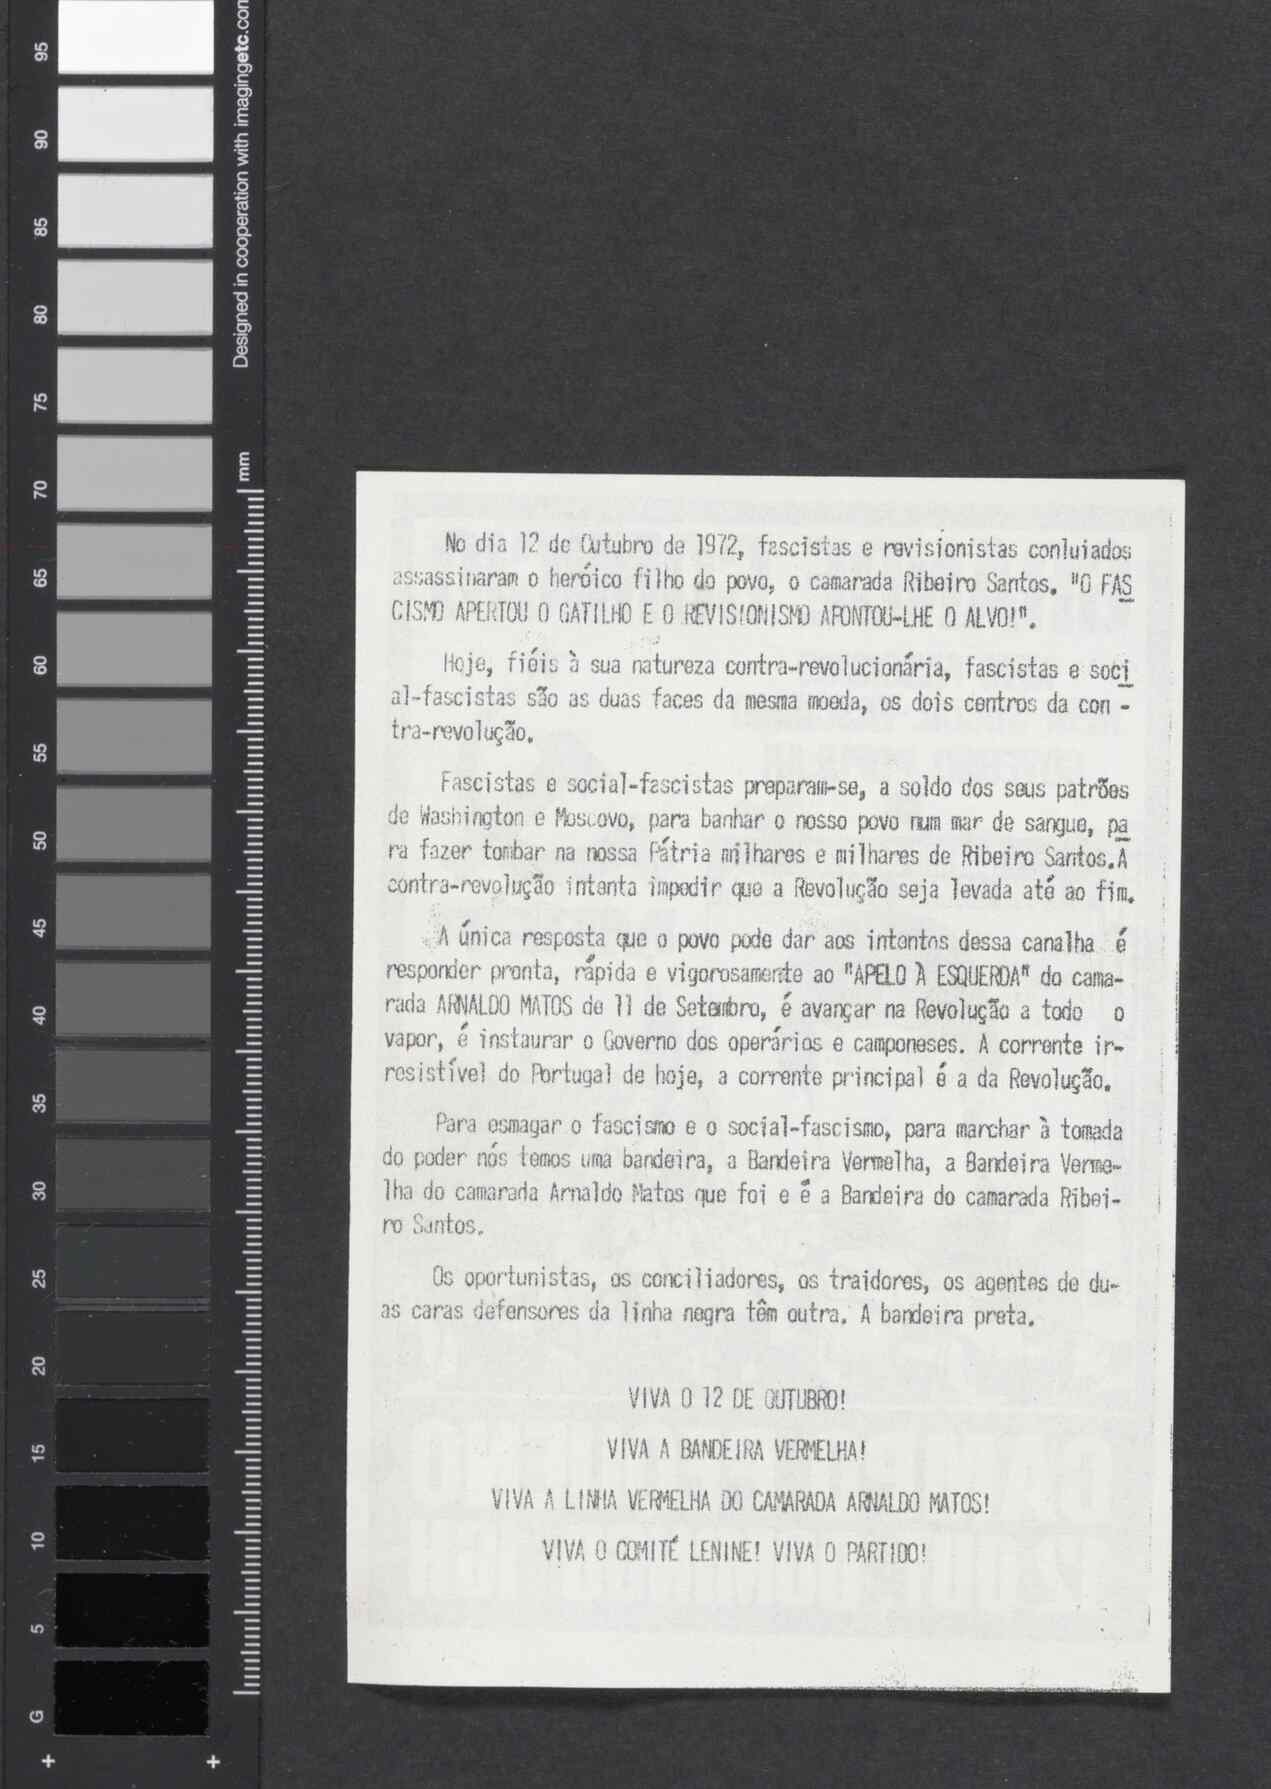 95
90
85
80
75
70
65
60
55
50
45
40
35
30
25
20
15
10
5
G
Designed in cooperation with imagingetc.com
mm
No dia 12 de Outubro de 1972, fascistas e revisionistas conluiados
assassinaram o heróico filho do povo, o camarada Ribeiro Santos. "O FAS
CISMO APERTOU O GATILHO E O REVISIONISMO APONTOU-LHE O ALVO!".
Hoje, fiéis à sua natureza contra-revolucionária, fascistas e soci
al-fascistas são as duas faces da mesma moeda, os dois centros da con -
tra-revolução.
Fascistas e social-fascistas preparam-se, a soldo dos seus patrões
de Washington e Moscovo, para banhar o nosso povo num mar de sangue, pa
ra fazer tombar na nossa Pátria milhares e milhares de Ribeiro Santos.A
contra-revolução intenta impedir que a Revolução seja levada até ao fim.
A única resposta que o povo pode dar aos intentos dessa canalha é
responder pronta, rápida e vigorosamente ao "APELO À ESQUERDA" do cama-
rada ARNALDO MATOS de 11 de Setembro, é avançar na Revolução a todo o
vapor, é instaurar o Governo dos operários e camponeses. A corrente ir-
resistível do Portugal de hoje, a corrente principal é a da Revolução.
Para esmagar o fascismo e o social-fascismo, para marchar à tomada
do poder nós temos uma bandeira, a Bandeira Vermelha, a Bandeira Verme-
lha do camarada Arnaldo Matos que foi e é a Bandeira do camarada Ribei-
ro Santos.
Os oportunistas, os conciliadores, os traidores, os agentes de du-
as caras defensores da linha negra têm outra. A bandeira preta.
VIVA O 12 DE OUTUBRO!
VIVA A BANDEIRA VERMELHA!
VIVA A LINHA VERMELHA DO CAMARADA ARNALDO MATOS!
VIVA O COMITÉ LENINE! VIVA O PARTIDO!